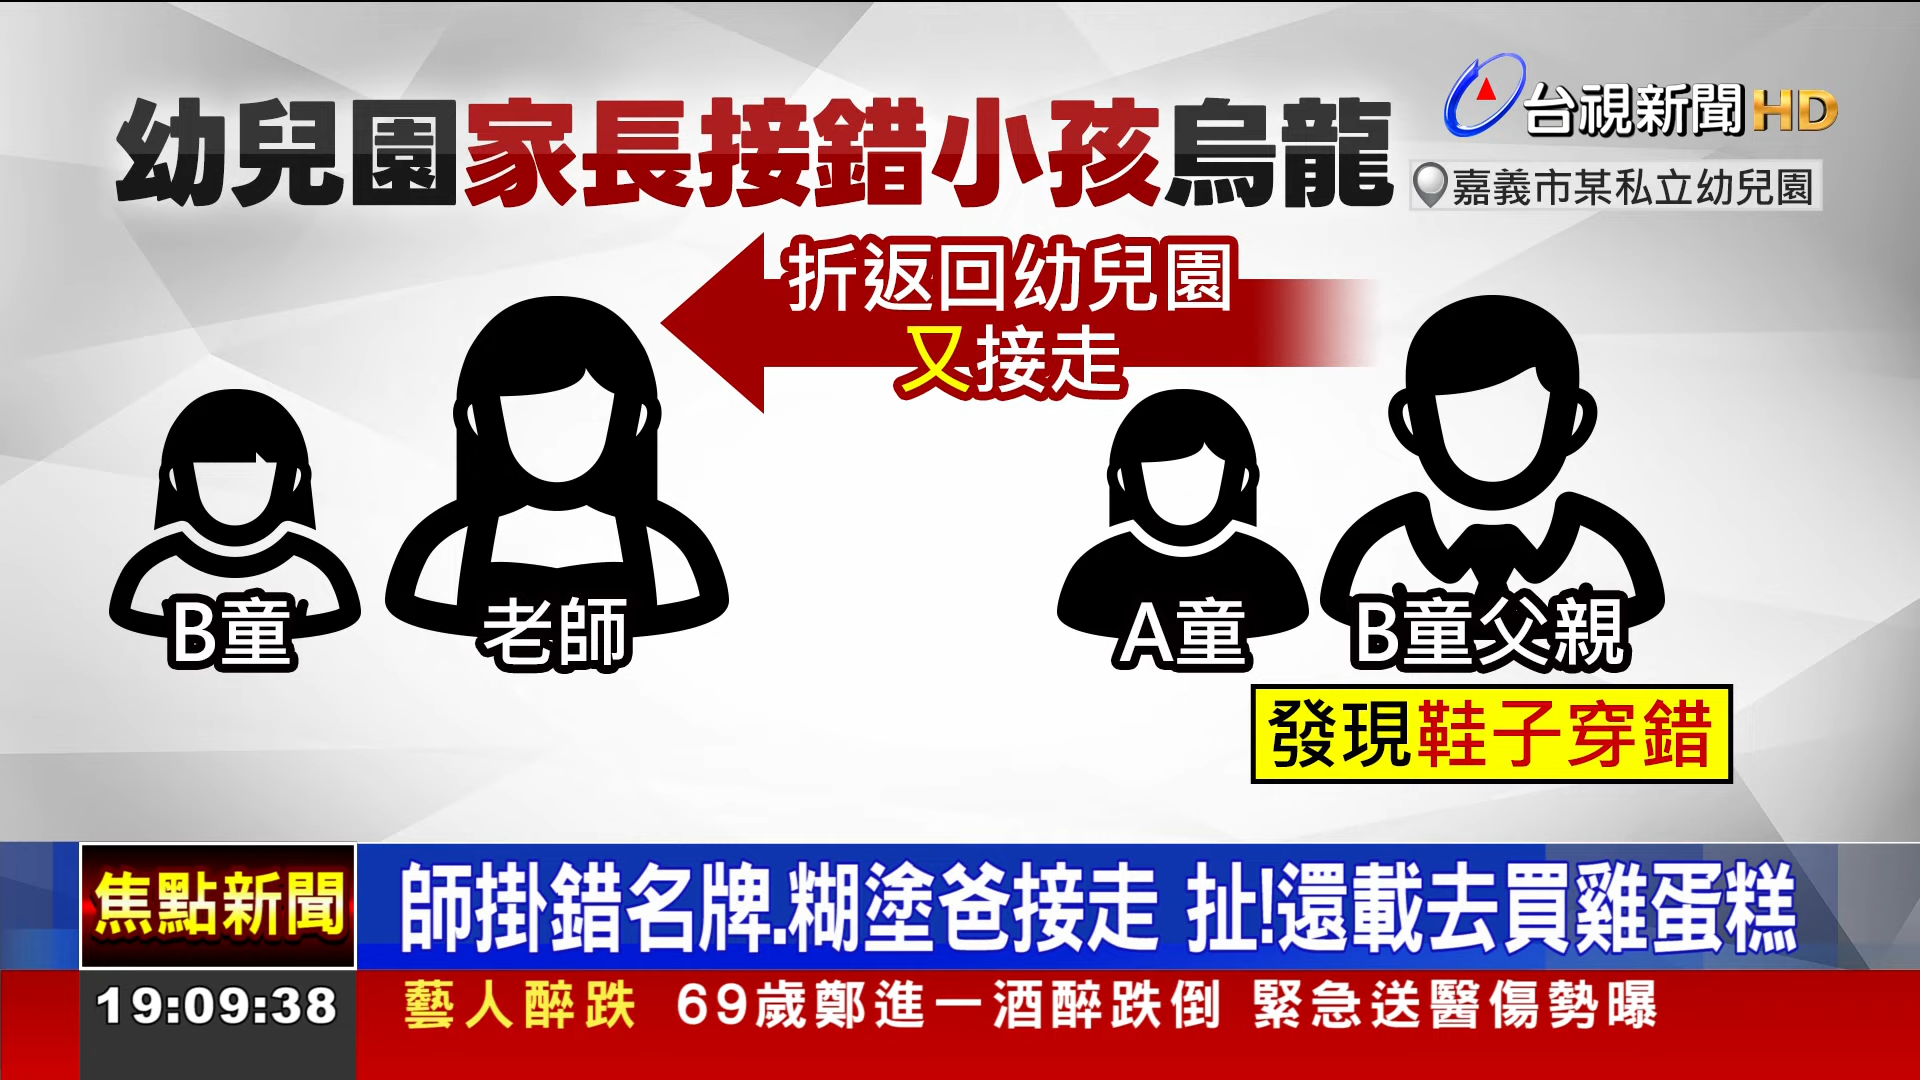 幼兒園家長接錯小孩烏龍
台視新聞HD
嘉義市某私立幼兒園
折返回幼兒園
又接走
B童
老師
A童
B童父親
發現鞋子穿錯
焦點新聞
師掛錯名牌.糊塗爸接走 扯!還載去買雞蛋糕
19:09:38
藝人醉跌 69歲鄭進一酒醉跌倒 緊急送醫傷勢曝